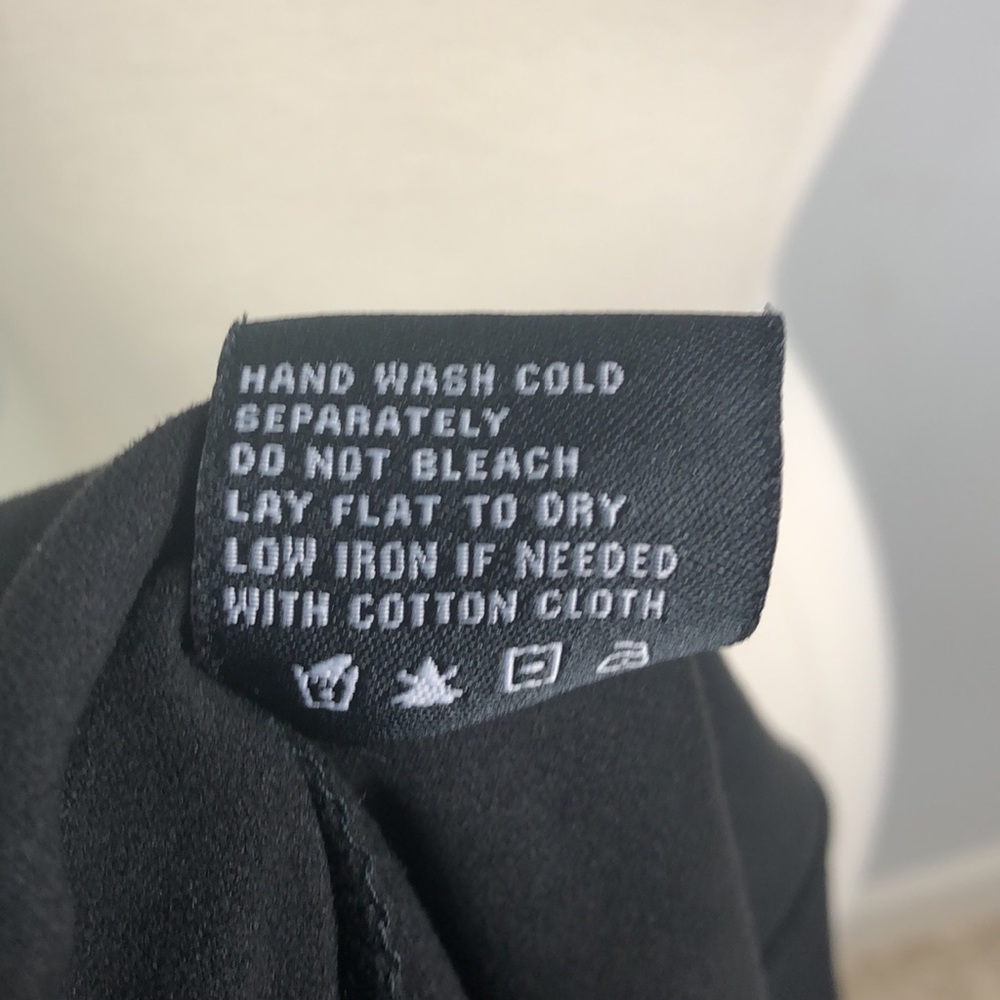 HAND WASH COLD
SEPARATELY
DO NOT BLEACH
LAY FLAT TO DRY
LOW IRON IF NEEDED
WITH COTTON CLOTH